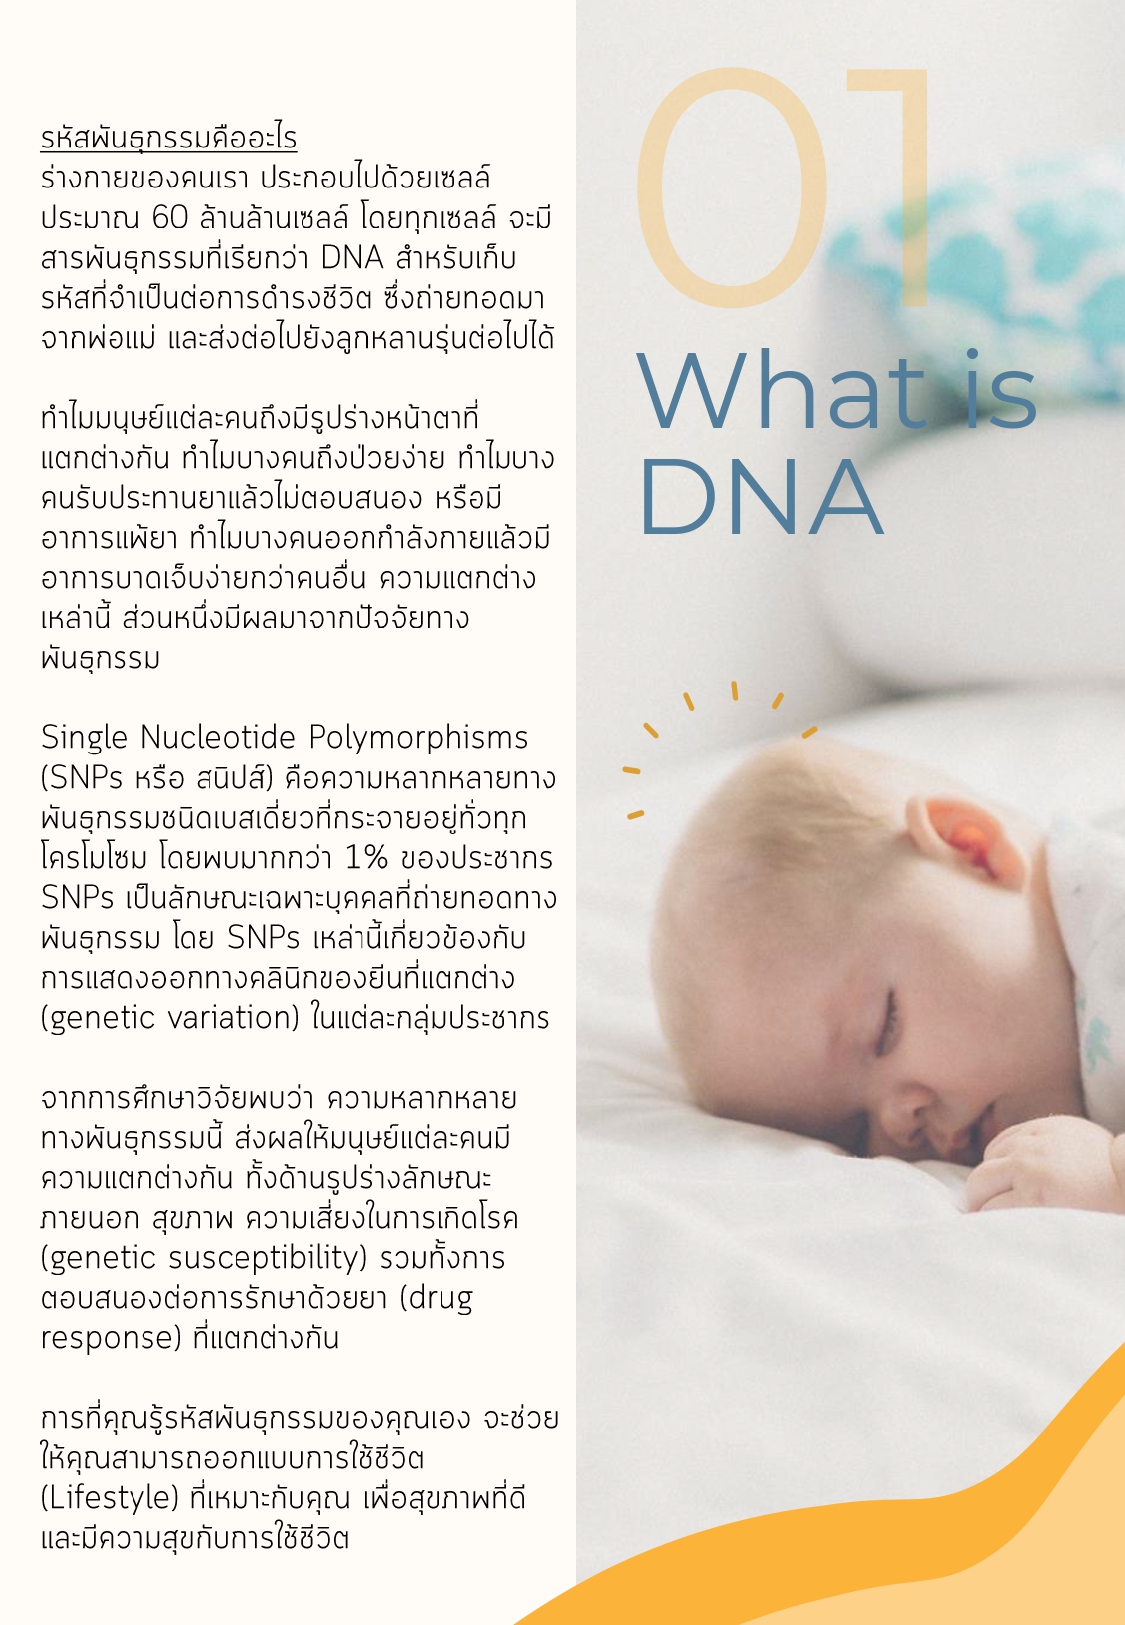 รหัสพันธุกรรมคืออะไร
ร่างกายของคนเรา ประกอบไปด้วยเซลล์
ประมาณ 60 ล้านล้านเซลล์ โดยทุกเซลล์ จะมี
สารพันธุกรรมที่เรียกว่า DNA สำหรับเก็บ
รหัสที่จำเป็นต่อการดำรงชีวิต ซึ่งถ่ายทอดมา
จากพ่อแม่ และส่งต่อไปยังลูกหลานรุ่นต่อไปได้
ทำไมมนุษย์แต่ละคนถึงมีรูปร่างหน้าตาที่
แตกต่างกัน ทำไมบางคนถึงป่วยง่าย ทำไมบาง
คนรับประทานยาแล้วไม่ตอบสนอง หรือมี
อาการแพ้ยา ทำไมบางคนออกกำลังกายแล้วมี
อาการบาดเจ็บง่ายกว่าคนอื่น ความแตกต่าง
เหล่านี้ ส่วนหนึ่งมีผลมาจากปัจจัยทาง
พันธุกรรม
Single Nucleotide Polymorphisms
(SNPs หรือ สนิปส์) คือความหลากหลายทาง
พันธุกรรมชนิดเบสเดี่ยวที่กระจายอยู่ทั่วทุก
โครโมโซม โดยพบมากกว่า 1% ของประชากร
SNPs เป็นลักษณะเฉพาะบุคคลที่ถ่ายทอดทาง
พันธุกรรม โดย SNPs เหล่านี้เกี่ยวข้องกับ
การแสดงออกทางคลินิกของยีนที่แตกต่าง
(genetic variation) ในแต่ละกลุ่มประชากร
จากการศึกษาวิจัยพบว่า ความหลากหลาย
ทางพันธุกรรมนี้ ส่งผลให้มนุษย์แต่ละคนมี
ความแตกต่างกัน ทั้งด้านรูปร่างลักษณะ
ภายนอก สุขภาพ ความเสี่ยงในการเกิดโรค
(genetic susceptibility) รวมทั้งการ
ตอบสนองต่อการรักษาด้วยยา (drug
response) ที่แตกต่างกัน
การที่คุณรู้รหัสพันธุกรรมของคุณเอง จะช่วย
ให้คุณสามารถออกแบบการใช้ชีวิต
(Lifestyle) ที่เหมาะกับคุณ เพื่อสุขภาพที่ดี
และมีความสุขกับการใช้ชีวิต
01
What is
DNA